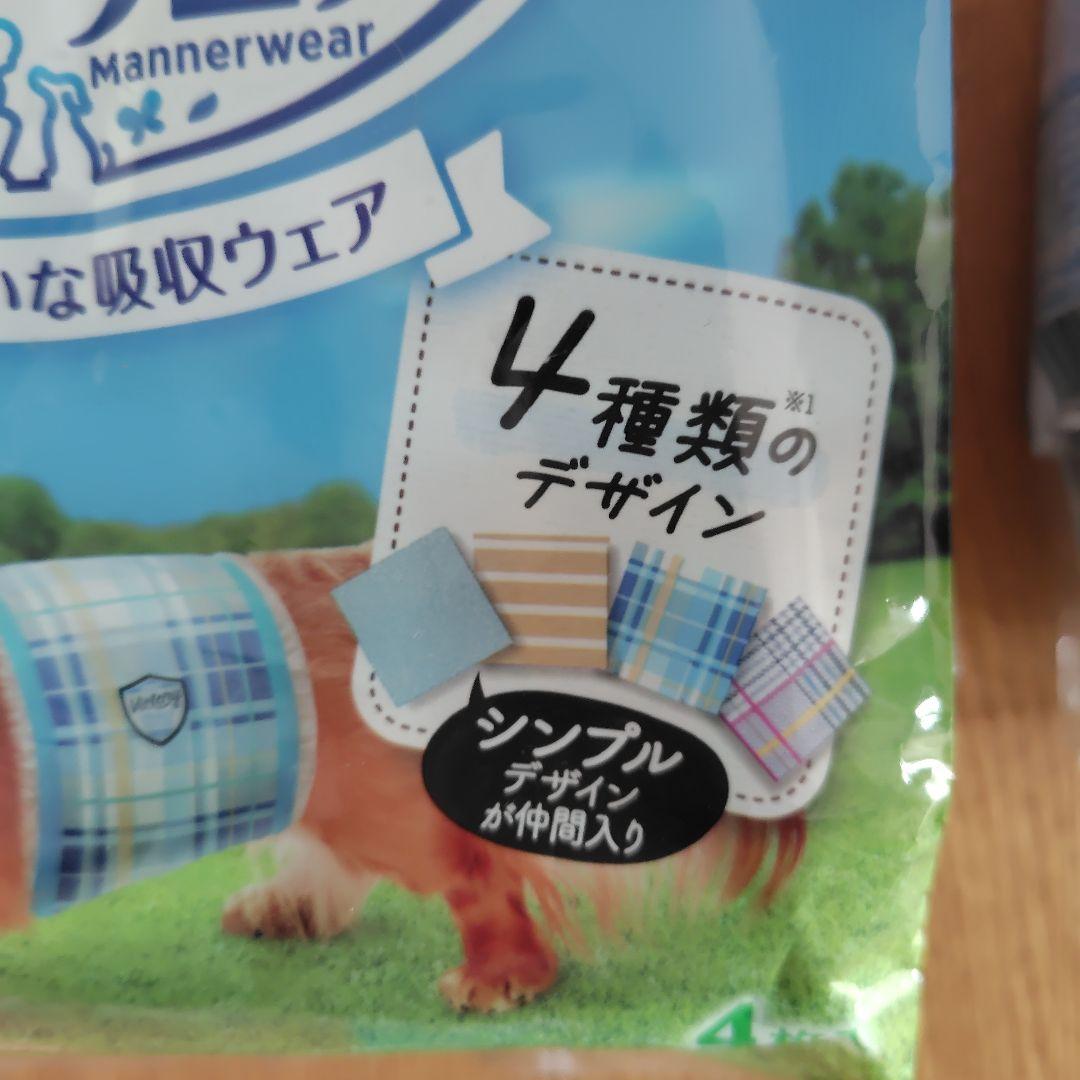 Mannerwear
な吸収ウェア
4種類の※1
デザイン
シンプル
デザイン
が仲間入り
4